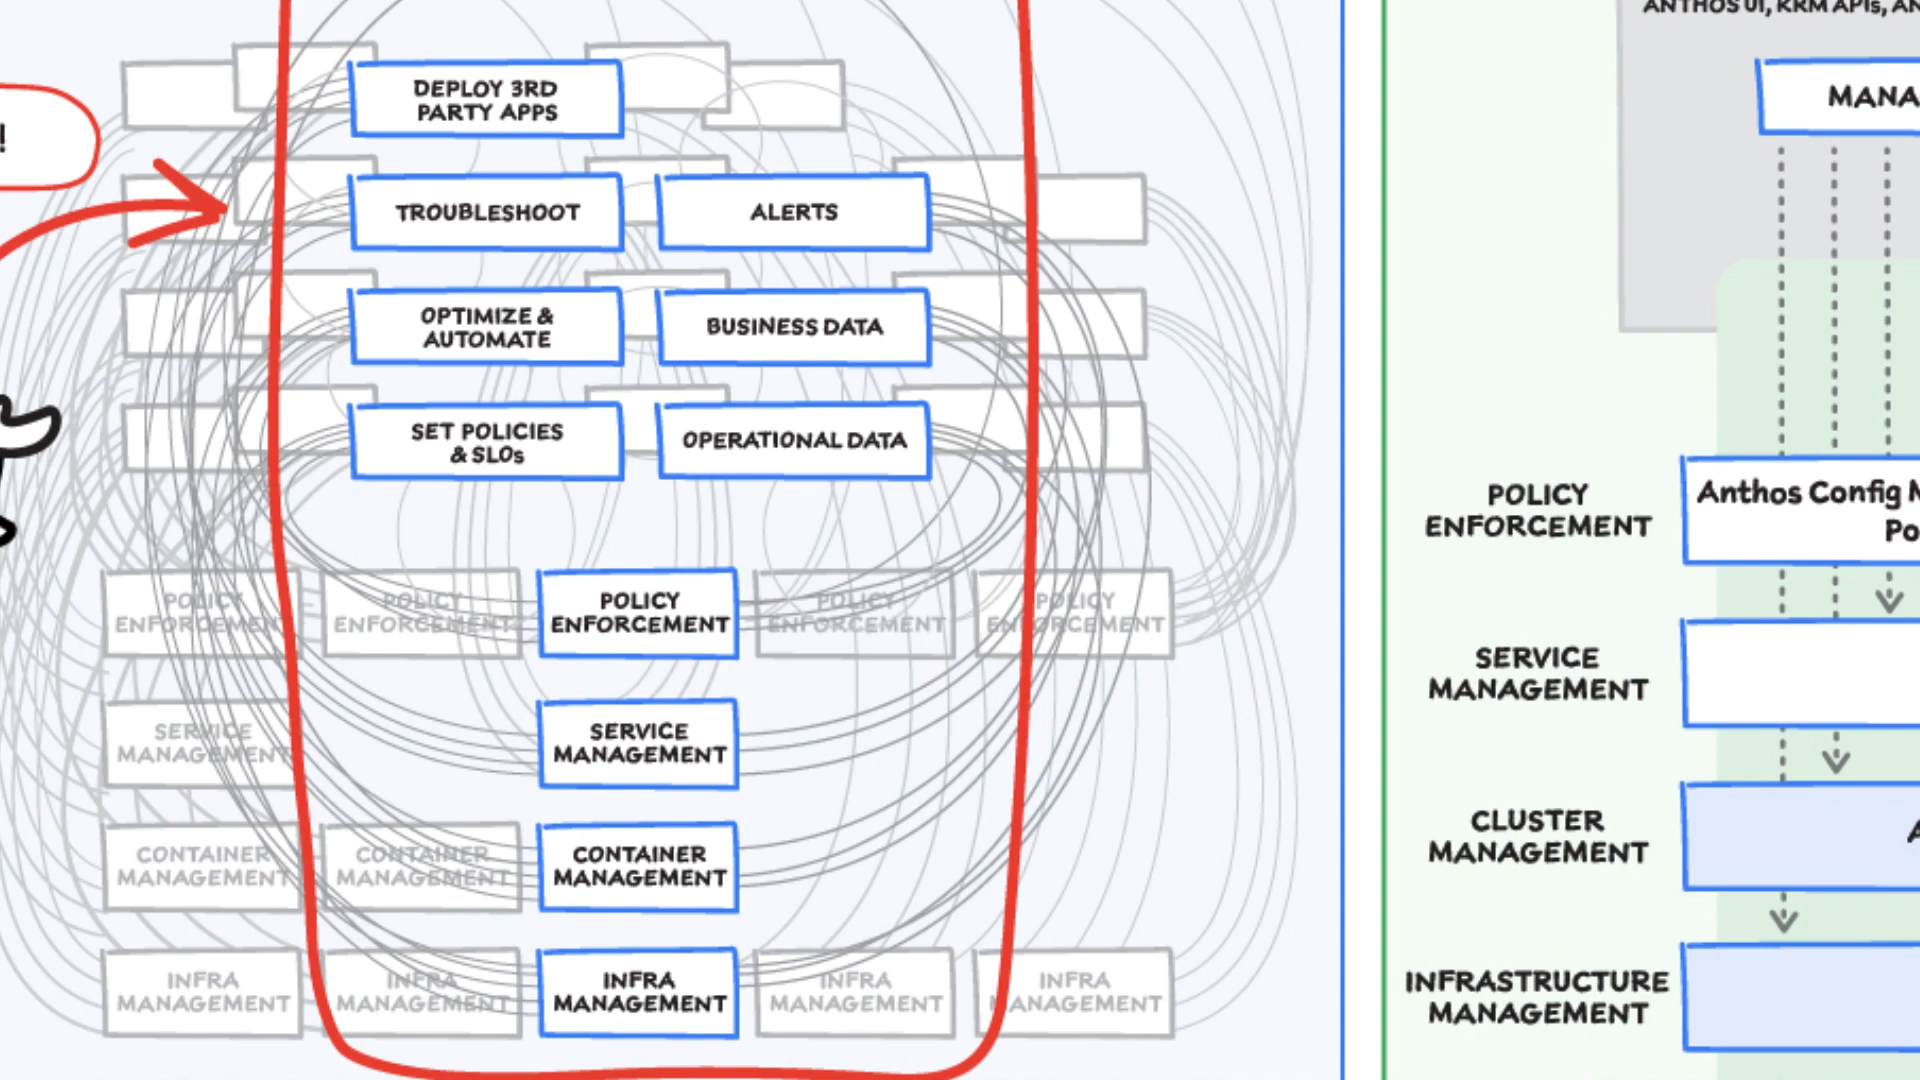 !
DEPLOY 3RD
PARTY APPS
TROUBLESHOOT
ALERTS
OPTIMIZE &
AUTOMATE
BUSINESS DATA
SET POLICIES
& SLOs
OPERATIONAL DATA
POLICY
ENFORCEMENT
POLICY
ENFORCEMENT
POLICY
ENFORCEMENT
POLICY
ENFORCEMENT
POLICY
ENFORCEMENT
SERVICE
MANAGEMENT
SERVICE
MANAGEMENT
CONTAINER
MANAGEMENT
CONTAINER
MANAGEMENT
CONTAINER
MANAGEMENT
INFRA
MANAGEMENT
INFRA
MANAGEMENT
INFRA
MANAGEMENT
INFRA
MANAGEMENT
INFRA
MANAGEMENT
ANTHOS UI, KRM APIs, AN
MANA
POLICY
ENFORCEMENT
Anthos Config M
Po
SERVICE
MANAGEMENT
CLUSTER
MANAGEMENT
A
INFRASTRUCTURE
MANAGEMENT